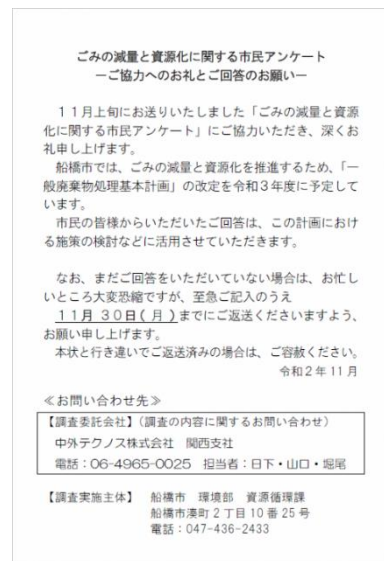 ごみの減量と資源化に関する市民アンケート
－ご協力へのお礼とご回答のお願い－
１１月上旬にお送りいたしました「ごみの減量と資源
化に関する市民アンケート」にご協力いただき、深くお
礼申し上げます。
船橋市では、ごみの減量と資源化を推進するため、「一
般廃棄物処理基本計画」の改定を令和３年度に予定して
います。
市民の皆様からいただいたご回答は、この計画におけ
る施策の検討などに活用させていただきます。
なお、まだご回答をいただいていない場合は、お忙し
いところ大変恐縮ですが、至急ご記入のうえ
１１月 30日(月)までにご返送くださいますよう、
お願い申し上げます。
本状と行き違いでご返送済みの場合は、ご容赦ください。
令和２年 11 月
≪お問い合わせ先≫
【調査委託会社】（調査の内容に関するお問い合わせ）
中外テクノス株式会社　関西支社
電話：06-4965-0025　担当者：日下・山口・堀尾
【調査実施主体】　船橋市　環境部　資源循環課
船橋市湊町２丁目 10 番 25 号
電話：047-436-2433